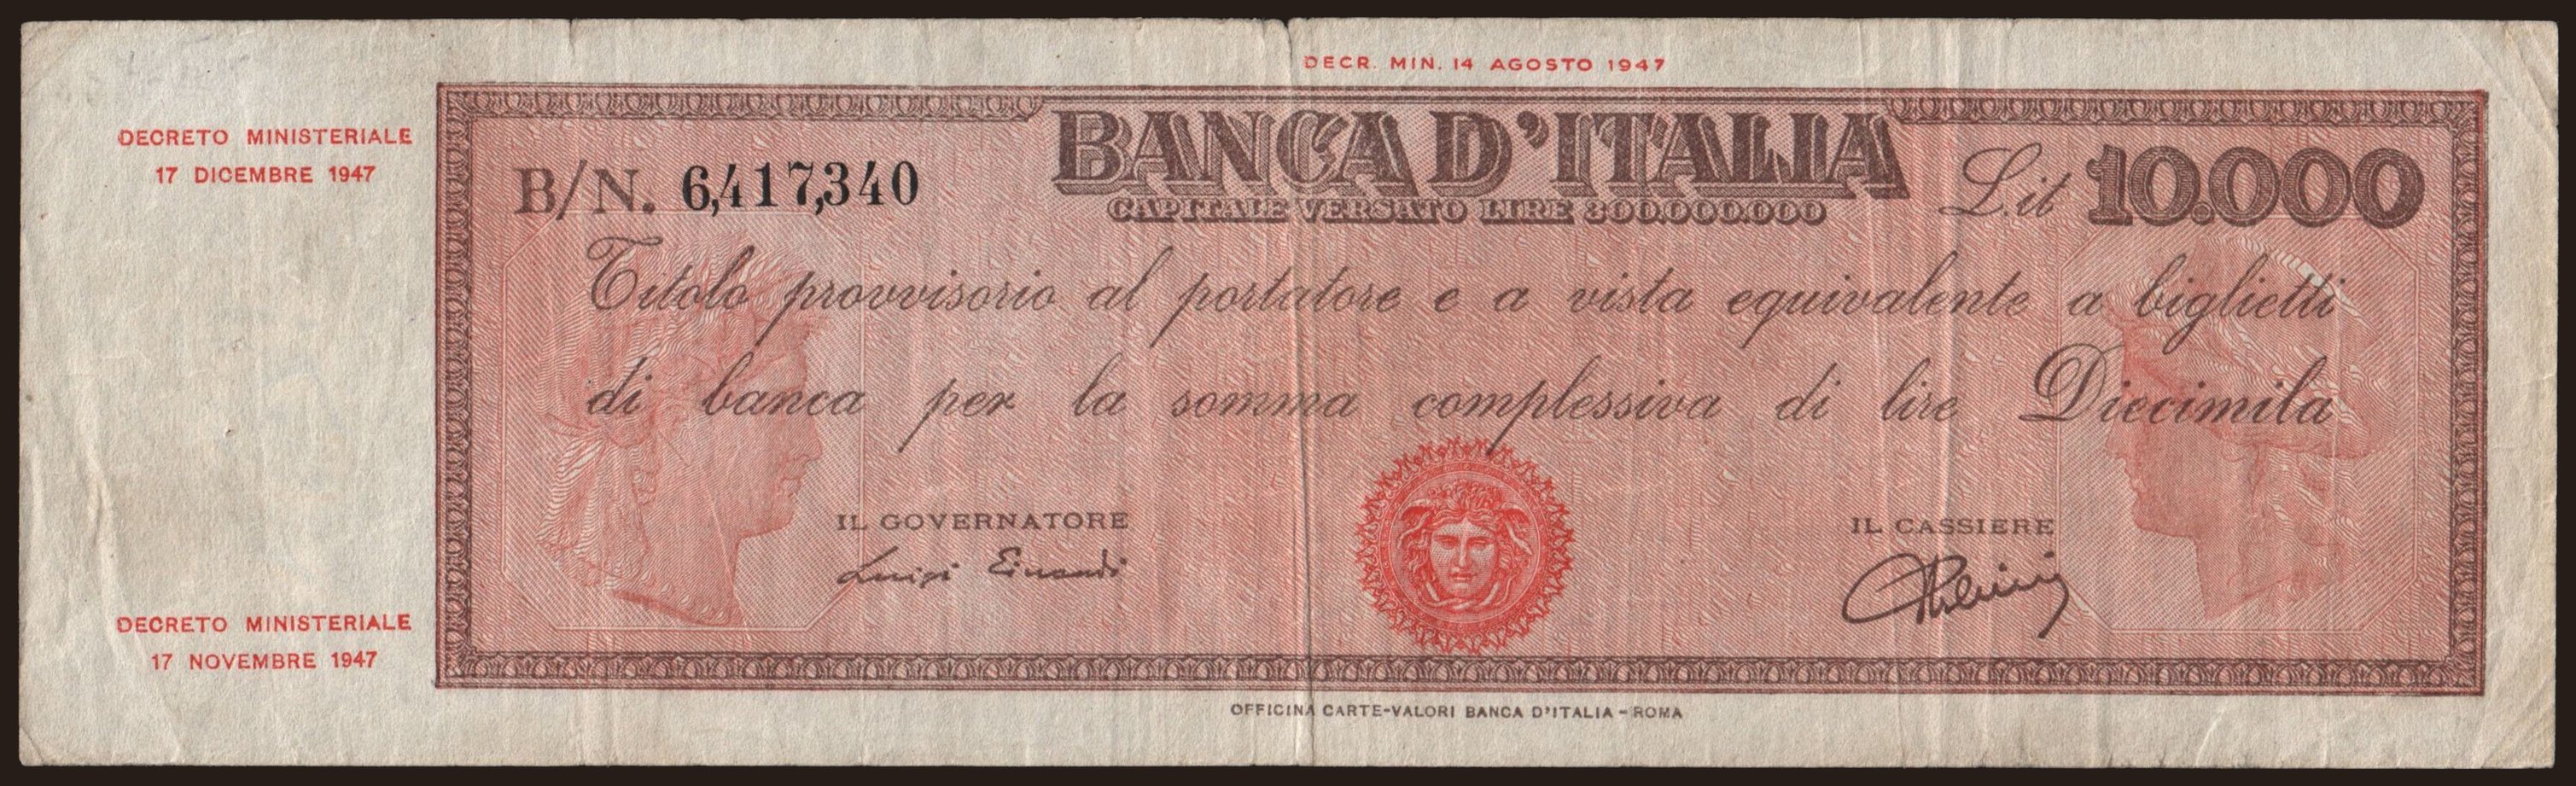 DECR. MIN. 14 AGOSTO 1947
DECRETO MINISTERIALE
17 DICEMBRE 1947
BANCA D'ITALIA
CAPITALE VERSATO LIRE 300.000.000
B/N. 6,417,340
L.it 10.000
Titolo provvisorio al portatore e a vista equivalente a biglietti
di banca per la somma complessiva di lire Diecimila
IL GOVERNATORE
Luigi Einaudi
IL CASSIERE
DECRETO MINISTERIALE
17 NOVEMBRE 1947
OFFICINA CARTE-VALORI BANCA D'ITALIA - ROMA